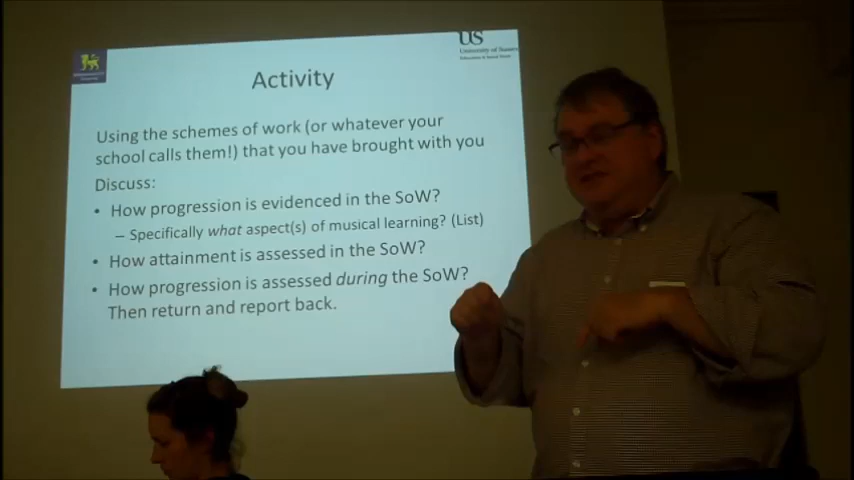 US
University of Sussex
Activity
Using the schemes of work (or whatever your
school calls them!) that you have brought with you
Discuss:
• How progression is evidenced in the SoW?
– Specifically what aspect(s) of musical learning? (List)
• How attainment is assessed in the SoW?
• How progression is assessed during the SoW?
Then return and report back.